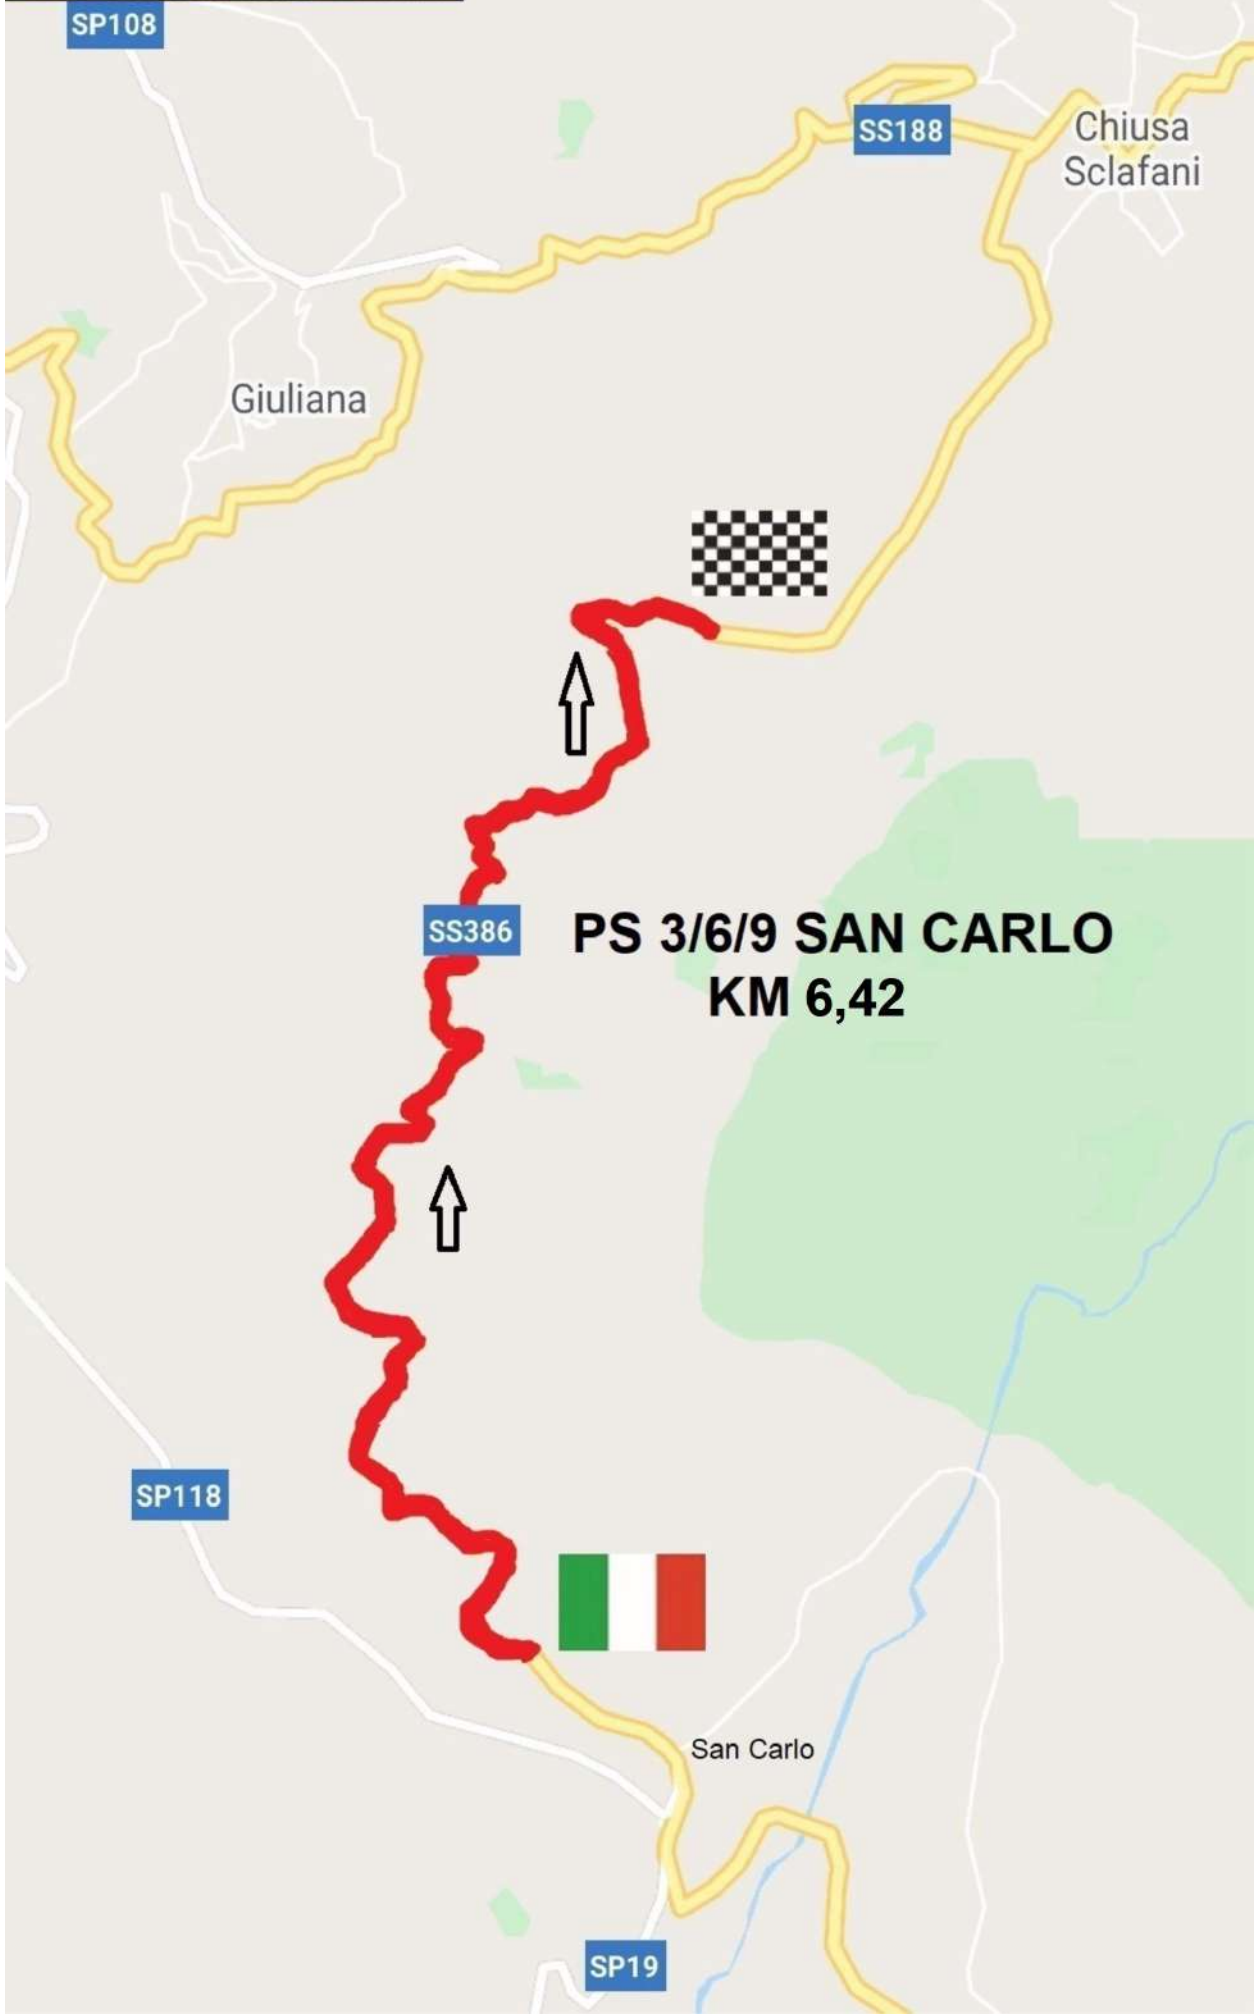 SP108
SS188
Chiusa
Sclafani
Giuliana
SS386
PS 3/6/9 SAN CARLO
KM 6,42
SP118
San Carlo
SP19